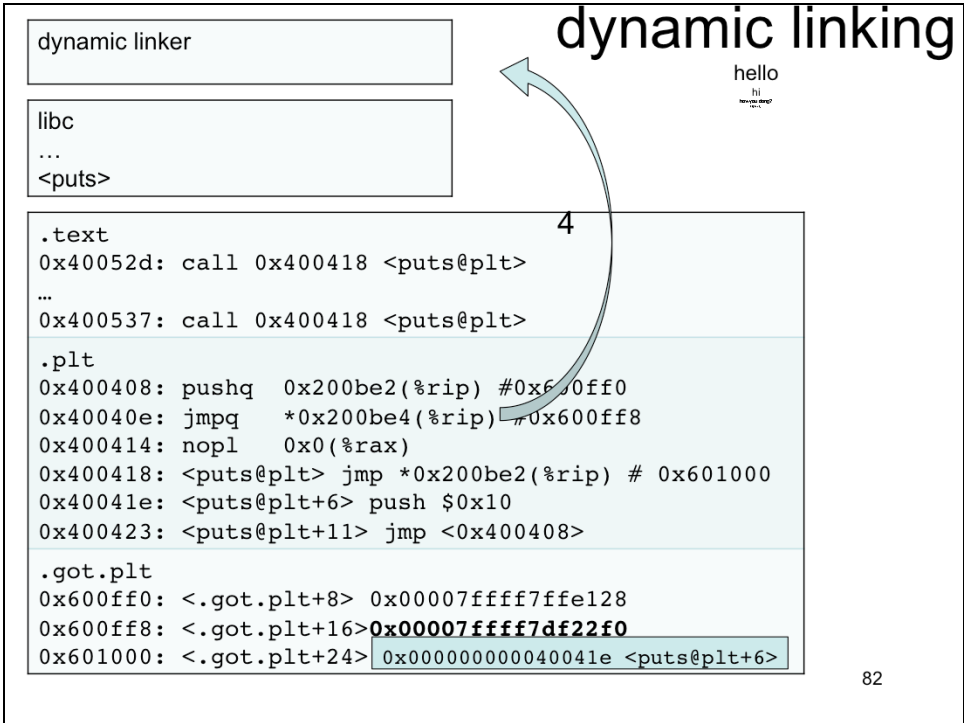 dynamic linking
hello
hi
how you doing?
dynamic linker
libc
…
<puts>
4
.text
0x40052d: call 0x400418 <puts@plt>
…
0x400537: call 0x400418 <puts@plt>
.plt
0x400408: pushq 0x200be2(%rip) #0x600ff0
0x40040e: jmpq *0x200be4(%rip) #0x600ff8
0x400414: nopl 0x0(%rax)
0x400418: <puts@plt> jmp *0x200be2(%rip) # 0x601000
0x40041e: <puts@plt+6> push $0x10
0x400423: <puts@plt+11> jmp <0x400408>
.got.plt
0x600ff0: <.got.plt+8> 0x00007ffff7ffe128
0x600ff8: <.got.plt+16>0x00007ffff7df22f0
0x601000: <.got.plt+24> 0x000000000040041e <puts@plt+6>
82